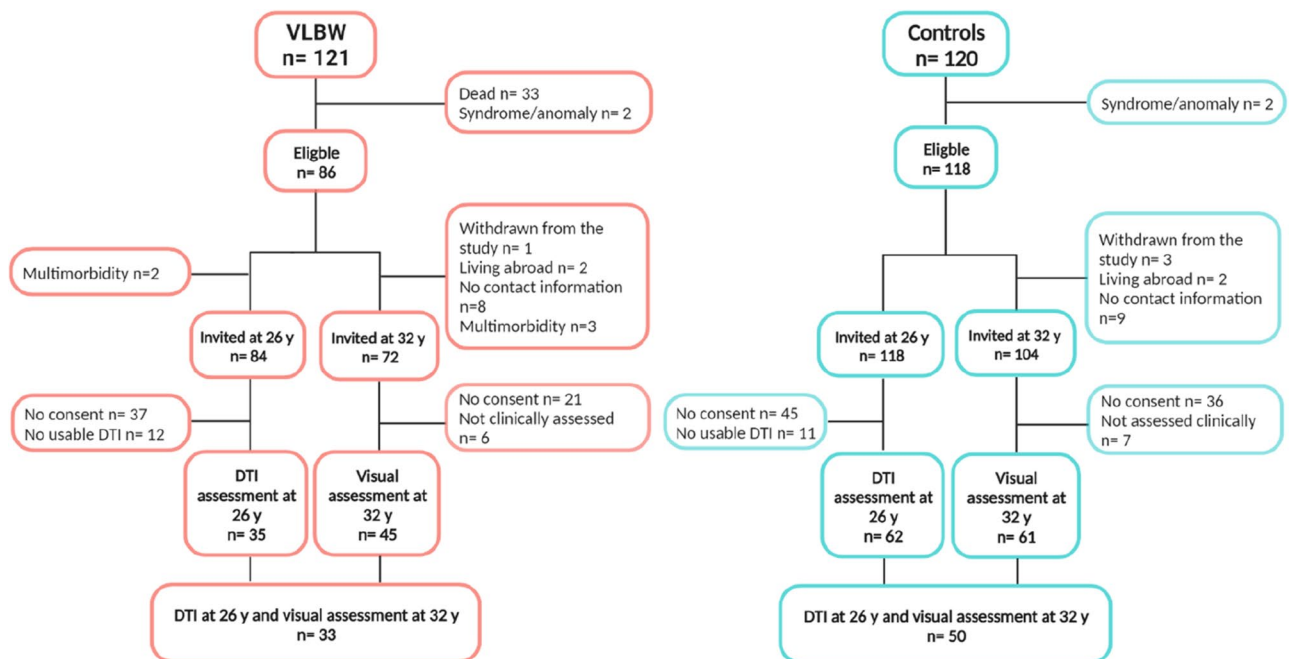 VLBW
n= 121
Dead n= 33
Syndrome/anomaly n= 2
Eligble
n= 86
Multimorbidity n=2
Withdrawn from the
study n= 1
Living abroad n= 2
No contact information
n=8
Multimorbidity n=3
Invited at 26 y
n= 84
Invited at 32 y
n= 72
No consent n= 37
No usable DTI n= 12
No consent n= 21
Not clinically assessed
n= 6
DTI
assessment at
26 y
n= 35
Visual
assessment at
32 y
n= 45
DTI at 26 y and visual assessment at 32 y
n= 33
Controls
n= 120
Syndrome/anomaly n= 2
Eligble
n= 118
Withdrawn from the
study n= 3
Living abroad n= 2
No contact information
n=9
Invited at 26 y
n= 118
Invited at 32 y
n= 104
No consent n= 45
No usable DTI n= 11
No consent n= 36
Not assessed clinically
n= 7
DTI
assessment at
26 y
n= 62
Visual
assessment at
32 y
n= 61
DTI at 26 y and visual assessment at 32 y
n= 50